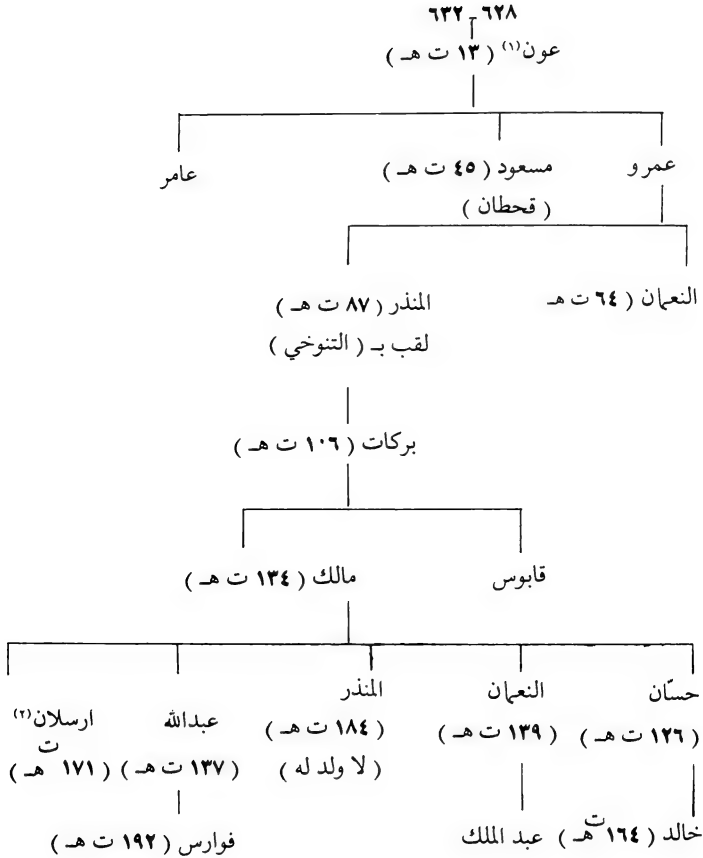 ٦٢٨ ـ ٦٣٢
عون (١) ( ١٣ ت هـ )
عمرو
مسعود ( ٤٥ ت هـ )
عامر
( قحطان )
النعمان ( ٦٤ ت هـ
المنذر ( ٨٧ ت هـ )
لقب بـ ( التنوخي )
بركات ( ١٠٦ ت هـ )
قابوس
مالك ( ١٣٤ ت هـ )
حسّان
( ١٢٦ ت هـ )
النعمان
( ١٣٩ ت هـ )
المنذر
( ١٨٤ ت هـ )
( لا ولد له )
عبدالله
( ١٣٧ ت هـ )
ارسلان (٢)
( ١٧١ ت هـ )
خالد ( ١٦٤ ت هـ )
عبد الملك
فوارس ( ١٩٢ ت هـ )